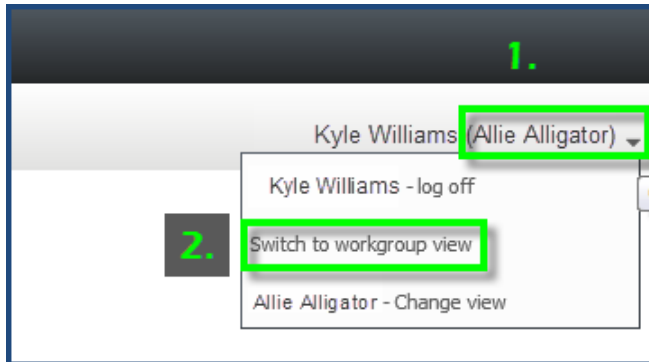 1.
Kyle Williams (Allie Alligator)
Kyle Williams - log off
2.
Switch to workgroup view
Allie Alligator - Change view